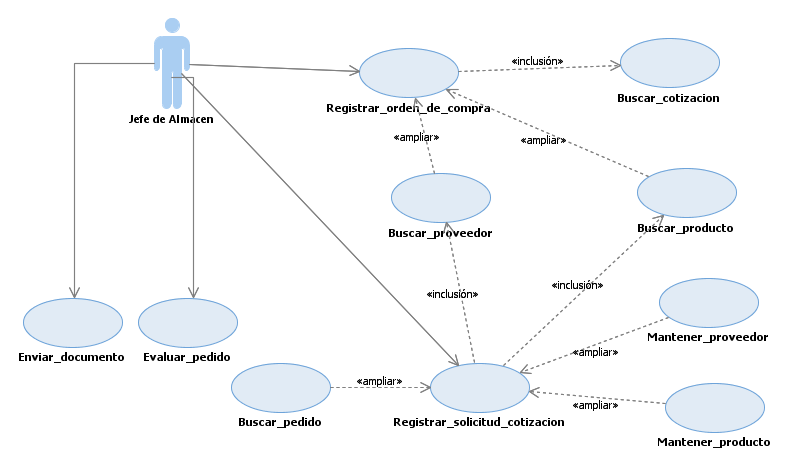 «inclusión»
Buscar_cotizacion
Registrar_orden_de_compra
Jefe de Almacen
«ampliar»
«ampliar»
Buscar_proveedor
Buscar_producto
«inclusión»
«inclusión»
Mantener_proveedor
Enviar_documento
Evaluar_pedido
«ampliar»
«ampliar»
«ampliar»
Buscar_pedido
Registrar_solicitud_cotizacion
Mantener_producto